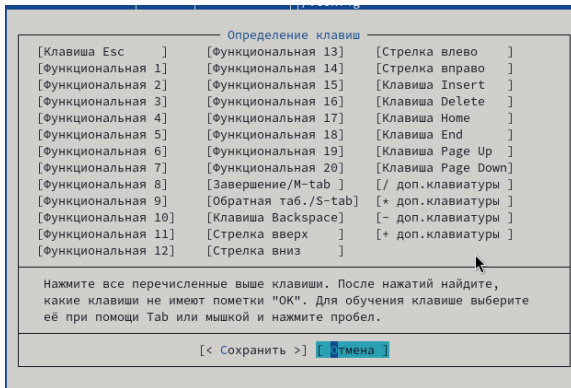 Определение клавиш
[Клавиша Esc     ] [Функциональная 13] [Стрелка влево    ]
[Функциональная 1] [Функциональная 14] [Стрелка вправо   ]
[Функциональная 2] [Функциональная 15] [Клавиша Insert   ]
[Функциональная 3] [Функциональная 16] [Клавиша Delete   ]
[Функциональная 4] [Функциональная 17] [Клавиша Home     ]
[Функциональная 5] [Функциональная 18] [Клавиша End      ]
[Функциональная 6] [Функциональная 19] [Клавиша Page Up  ]
[Функциональная 7] [Функциональная 20] [Клавиша Page Down]
[Функциональная 8] [Завершение/M-tab ] [/ доп.клавиатуры ]
[Функциональная 9] [Обратная таб./S-tab] [* доп.клавиатуры ]
[Функциональная 10] [Клавиша Backspace] [- доп.клавиатуры ]
[Функциональная 11] [Стрелка вверх    ] [+ доп.клавиатуры ]
[Функциональная 12] [Стрелка вниз     ]
Нажмите все перечисленные выше клавиши. После нажатий найдите,
какие клавиши не имеют пометки "OK". Для обучения клавише выберите
её при помощи Tab или мышкой и нажмите пробел.
[< Сохранить >] [ Отмена ]